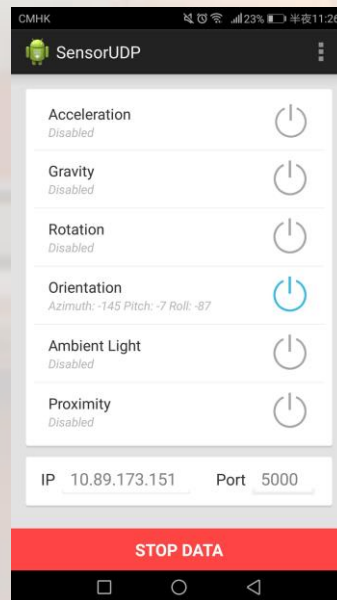 CMHK 23% 半夜11:26
SensorUDP
Acceleration
Disabled
Gravity
Disabled
Rotation
Disabled
Orientation
Azimuth: -145 Pitch: -7 Roll: -87
Ambient Light
Disabled
Proximity
Disabled
IP 10.89.173.151 Port 5000
STOP DATA